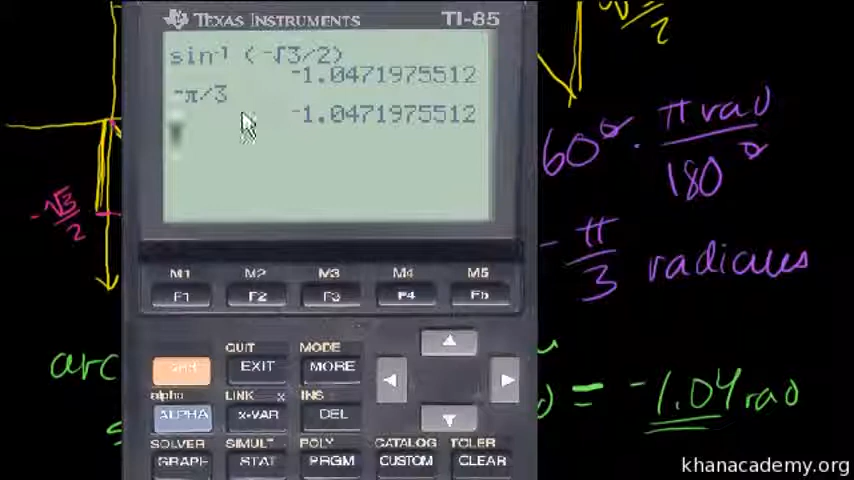 TEXAS INSTRUMENTS TI-85
sin⁻¹ (-√3/2)
-1.0471975512
-π/3
-1.0471975512
√3/2
60° · π rad / 180°
-√3/2
- π/3 radians
M1 M2 M3 M4 M5
F1 F2 F3 F4 F5
QUIT MODE
EXIT MORE
arc
= -1.04 rad
alpha LINK x INS
ALPHA x-VAR DEL
SOLVER SIMULT POLY CATALOG TOLER
GRAPH STAT PRGM CUSTOM CLEAR
khanacademy.org